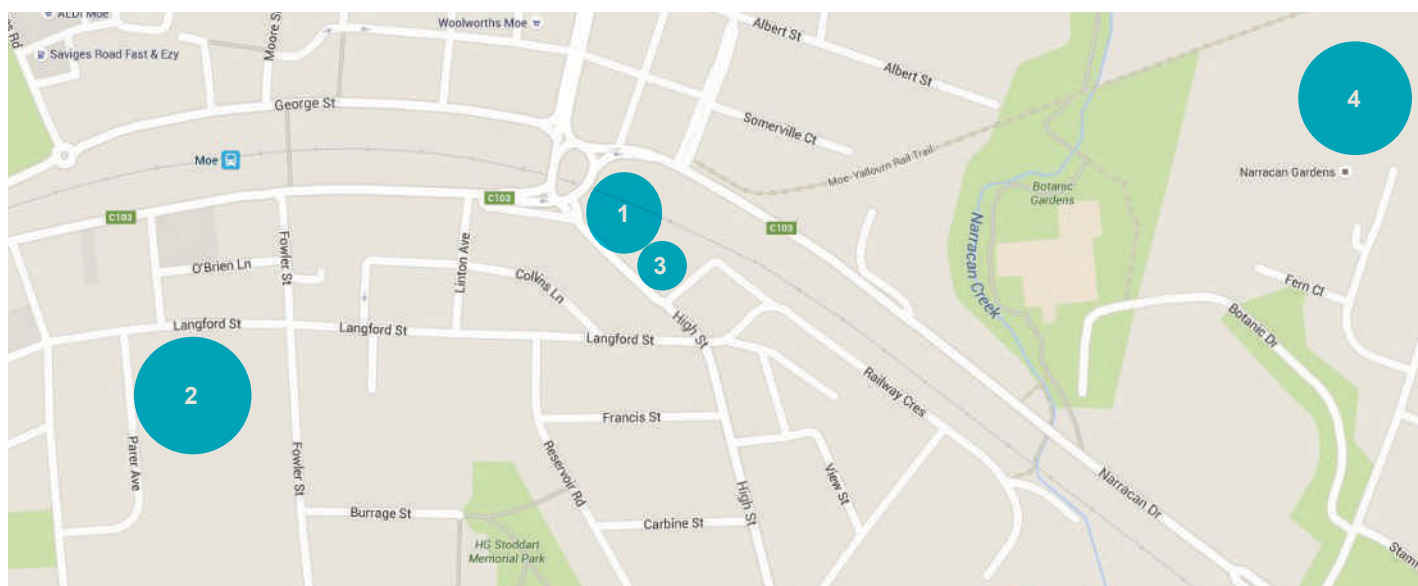 ALDI Moe
Saviges Road Fast & Ezy
Moore St
Woolworths Moe
Albert St
Albert St
George St
Somerville Ct
Moe-Yallourn Rail Trail
4
Narracan Gardens
Moe
C103
C103
1
C103
Botanic
Gardens
Narracan Creek
3
O'Brien Ln
Fowler St
Linton Ave
Collins Ln
Fern Cl
Botanic Dr
Langford St
Langford St
Langford St
High St
2
Railway Cres
Parer Ave
Fowler St
Francis St
Reservoir Rd
View St
High St
Narracan Dr
Burrage St
Carbine St
HG Stoddart
Memorial Park